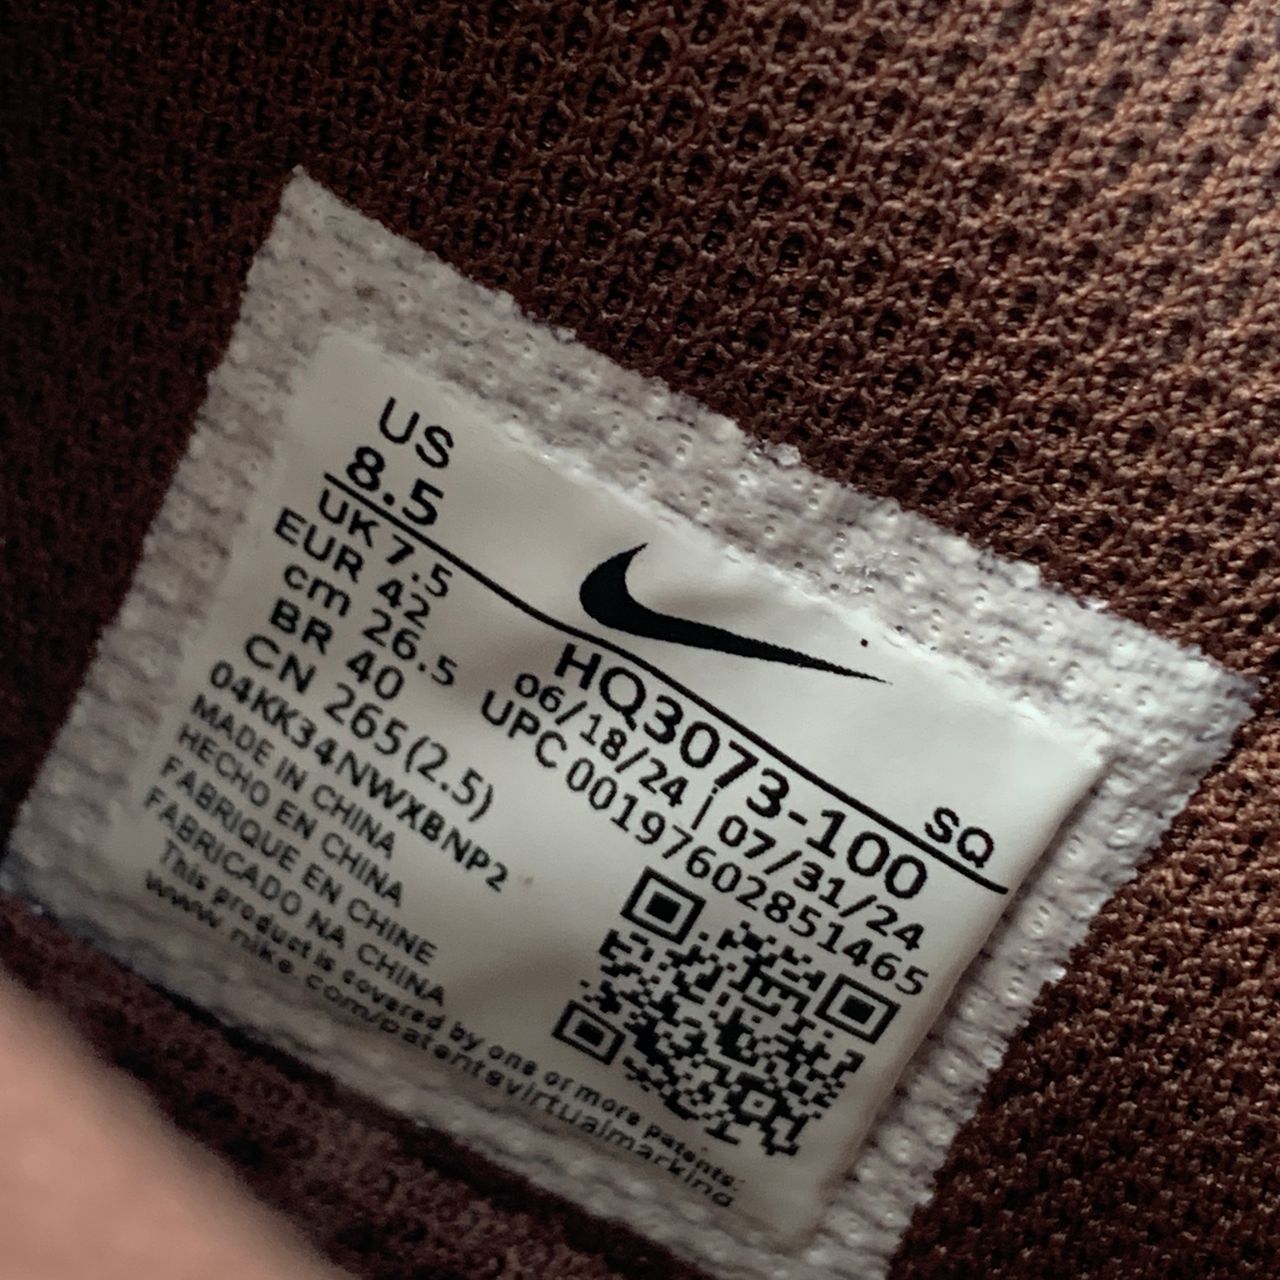 US
8.5
UK 7.5
EUR 42
cm 26.5
BR 40
CN 265(2.5)
04KK34NWXBNP2
MADE IN CHINA
HECHO EN CHINA
FABRIQUE EN CHINE
FABRICADO NA CHINA
This product is covered by one or more patents:
www.nike.com/patentsvirtualmarking
SQ
HQ3073-100
06/18/24 | 07/31/24
UPC 00197602851465